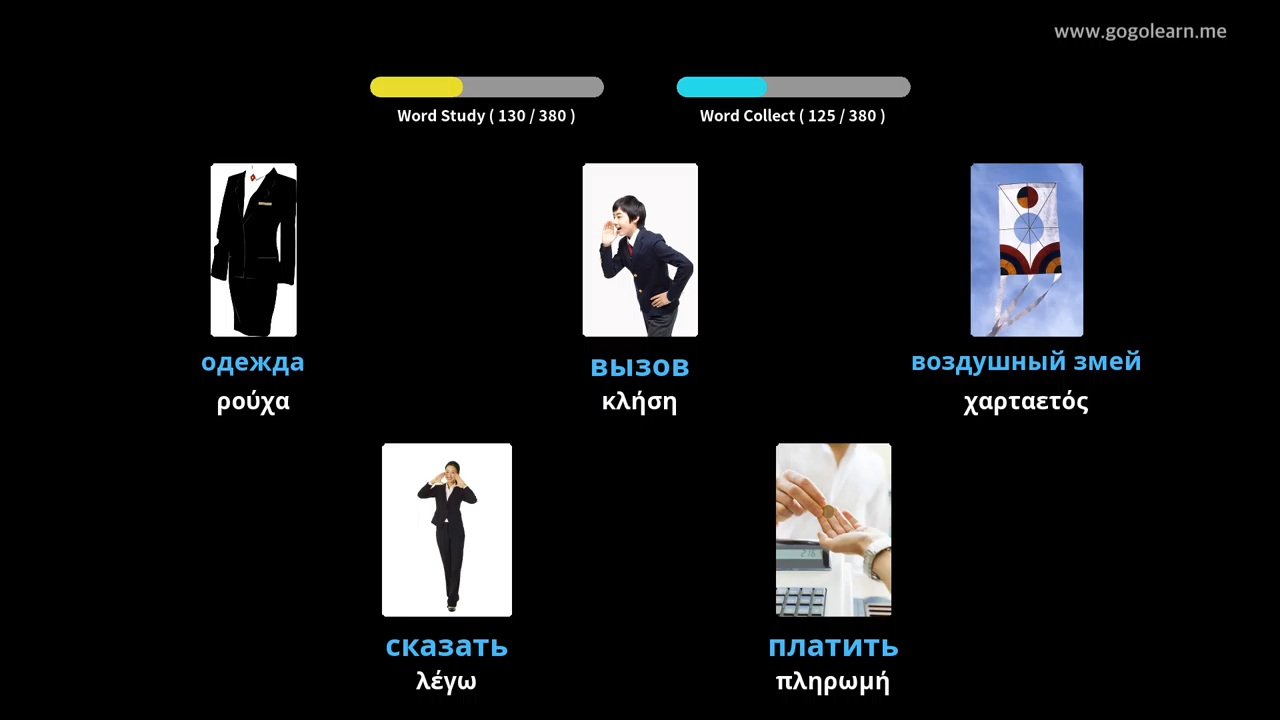 www.gogolearn.me
Word Study ( 130 / 380 )
Word Collect ( 125 / 380 )
одежда
ρούχα
вызов
κλήση
воздушный змей
χαρταετός
сказать
λέγω
платить
πληρωμή